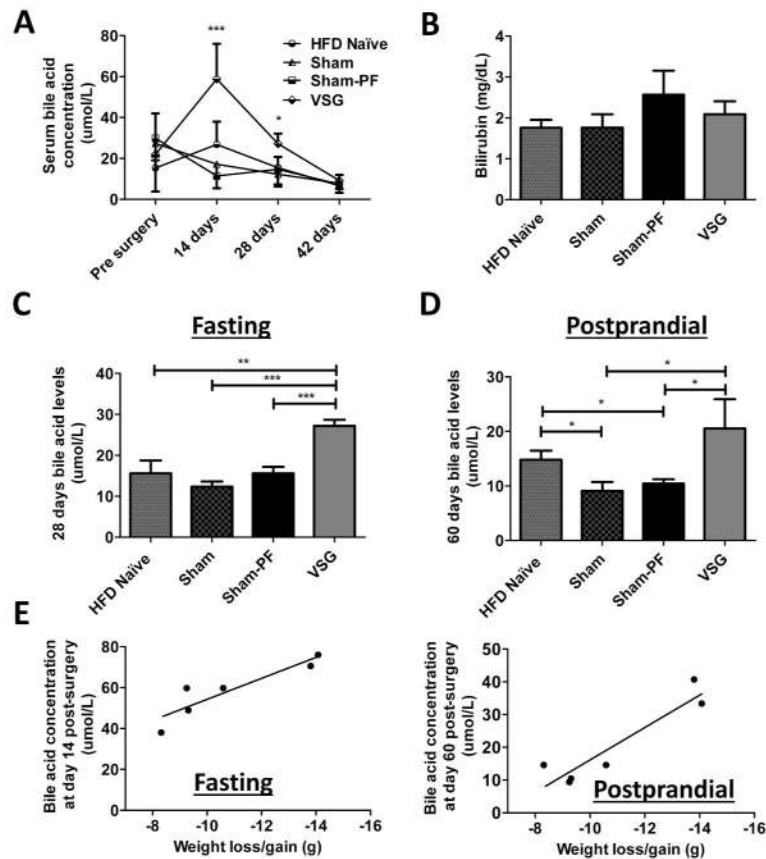 A
Serum bile acid
concentration
(umol/L)
80
60
40
20
0
***
*
HFD Naïve
Sham
Sham-PF
VSG
Pre surgery
14 days
28 days
42 days
B
Bilirubin (mg/dL)
4
3
2
1
0
HFD Naïve
Sham
Sham-PF
VSG
C
Fasting
28 days bile acid levels
(umol/L)
40
30
20
10
0
**
***
***
HFD Naïve
Sham
Sham-PF
VSG
D
Postprandial
60 days bile acid levels
(umol/L)
30
20
10
0
*
*
*
*
HFD Naïve
Sham
Sham-PF
VSG
E
Bile acid concentration
at day 14 post-surgery
(umol/L)
80
60
40
20
0
Fasting
-8
-10
-12
-14
-16
Weight loss/gain (g)
Bile acid concentration
at day 60 post-surgery
(umol/L)
50
40
30
20
10
0
Postprandial
-8
-10
-12
-14
-16
Weight loss/gain (g)